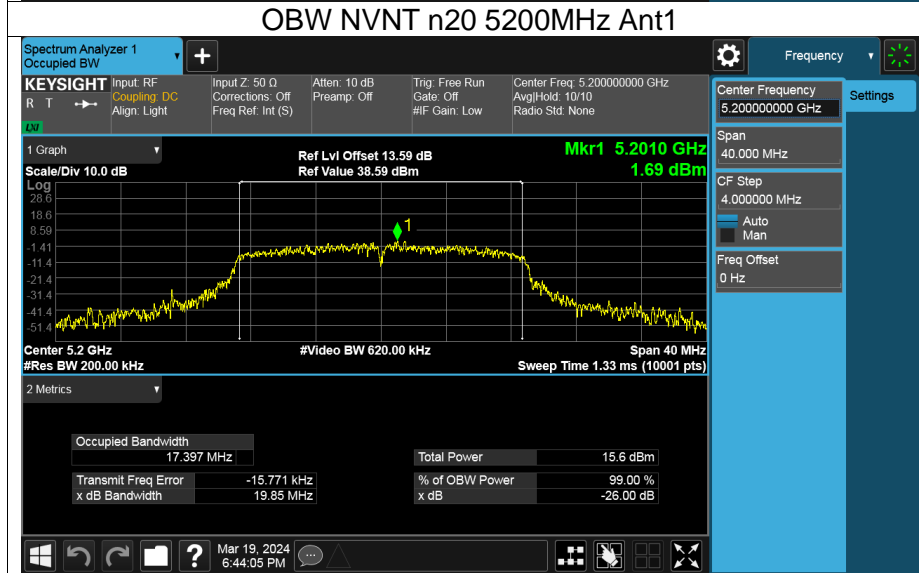 OBW NVNT n20 5200MHz Ant1
Spectrum Analyzer 1
Occupied BW
+
Frequency
KEYSIGHT
R T
LXI
Input: RF
Coupling: DC
Align: Light
Input Z: 50 Ω
Corrections: Off
Freq Ref: Int (S)
Atten: 10 dB
Preamp: Off
Trig: Free Run
Gate: Off
#IF Gain: Low
Center Freq: 5.200000000 GHz
Avg|Hold: 10/10
Radio Std: None
Center Frequency
5.200000000 GHz
Settings
Span
40.000 MHz
CF Step
4.000000 MHz
Auto
Man
Freq Offset
0 Hz
1 Graph
Scale/Div 10.0 dB
Ref Lvl Offset 13.59 dB
Ref Value 38.59 dBm
Mkr1 5.2010 GHz
1.69 dBm
Log
28.6
18.6
8.59
-1.41
-11.4
-21.4
-31.4
-41.4
-51.4
1
Center 5.2 GHz
#Res BW 200.00 kHz
#Video BW 620.00 kHz
Span 40 MHz
Sweep Time 1.33 ms (10001 pts)
2 Metrics
Occupied Bandwidth
17.397 MHz
Total Power 15.6 dBm
Transmit Freq Error -15.771 kHz
% of OBW Power 99.00 %
x dB Bandwidth 19.85 MHz
x dB -26.00 dB
?
Mar 19, 2024
6:44:05 PM